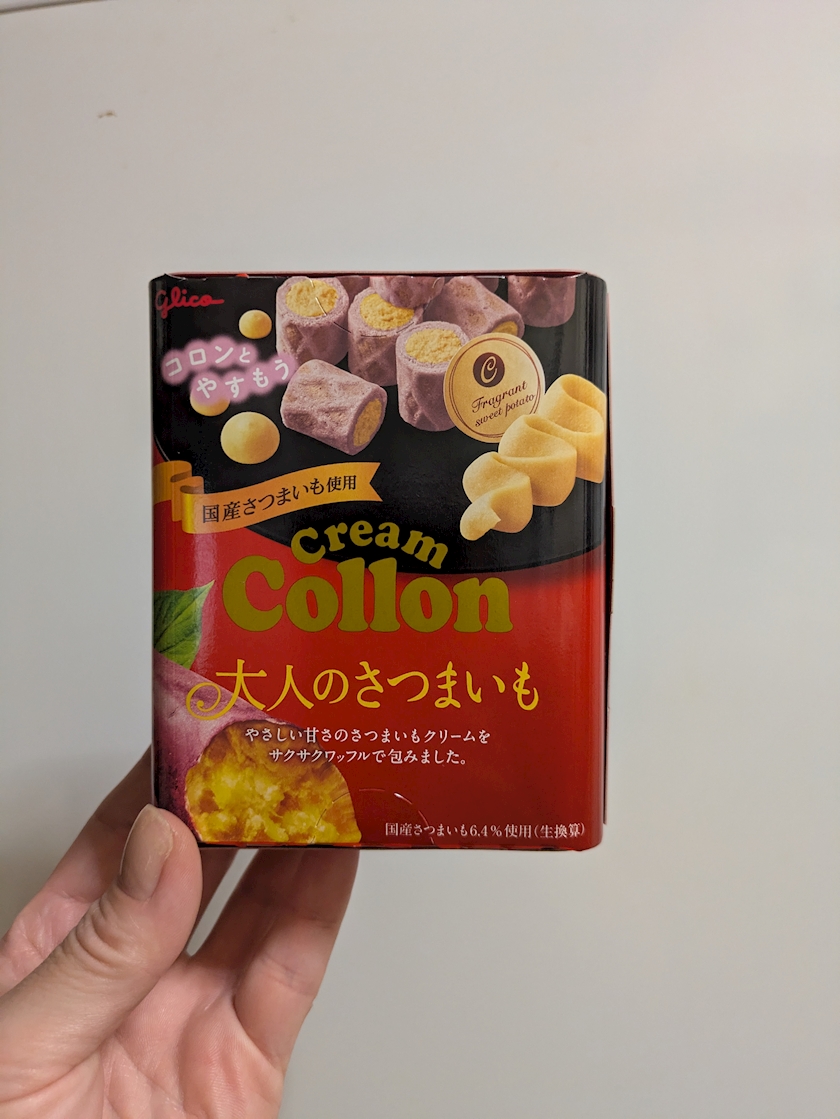 Glico
コロンと
やすもう
C
Fragrant
sweet potato
国産さつまいも使用
Cream
Collon
大人のさつまいも
やさしい甘さのさつまいもクリームを
サクサクワッフルで包みました。
国産さつまいも6.4%使用(生換算)